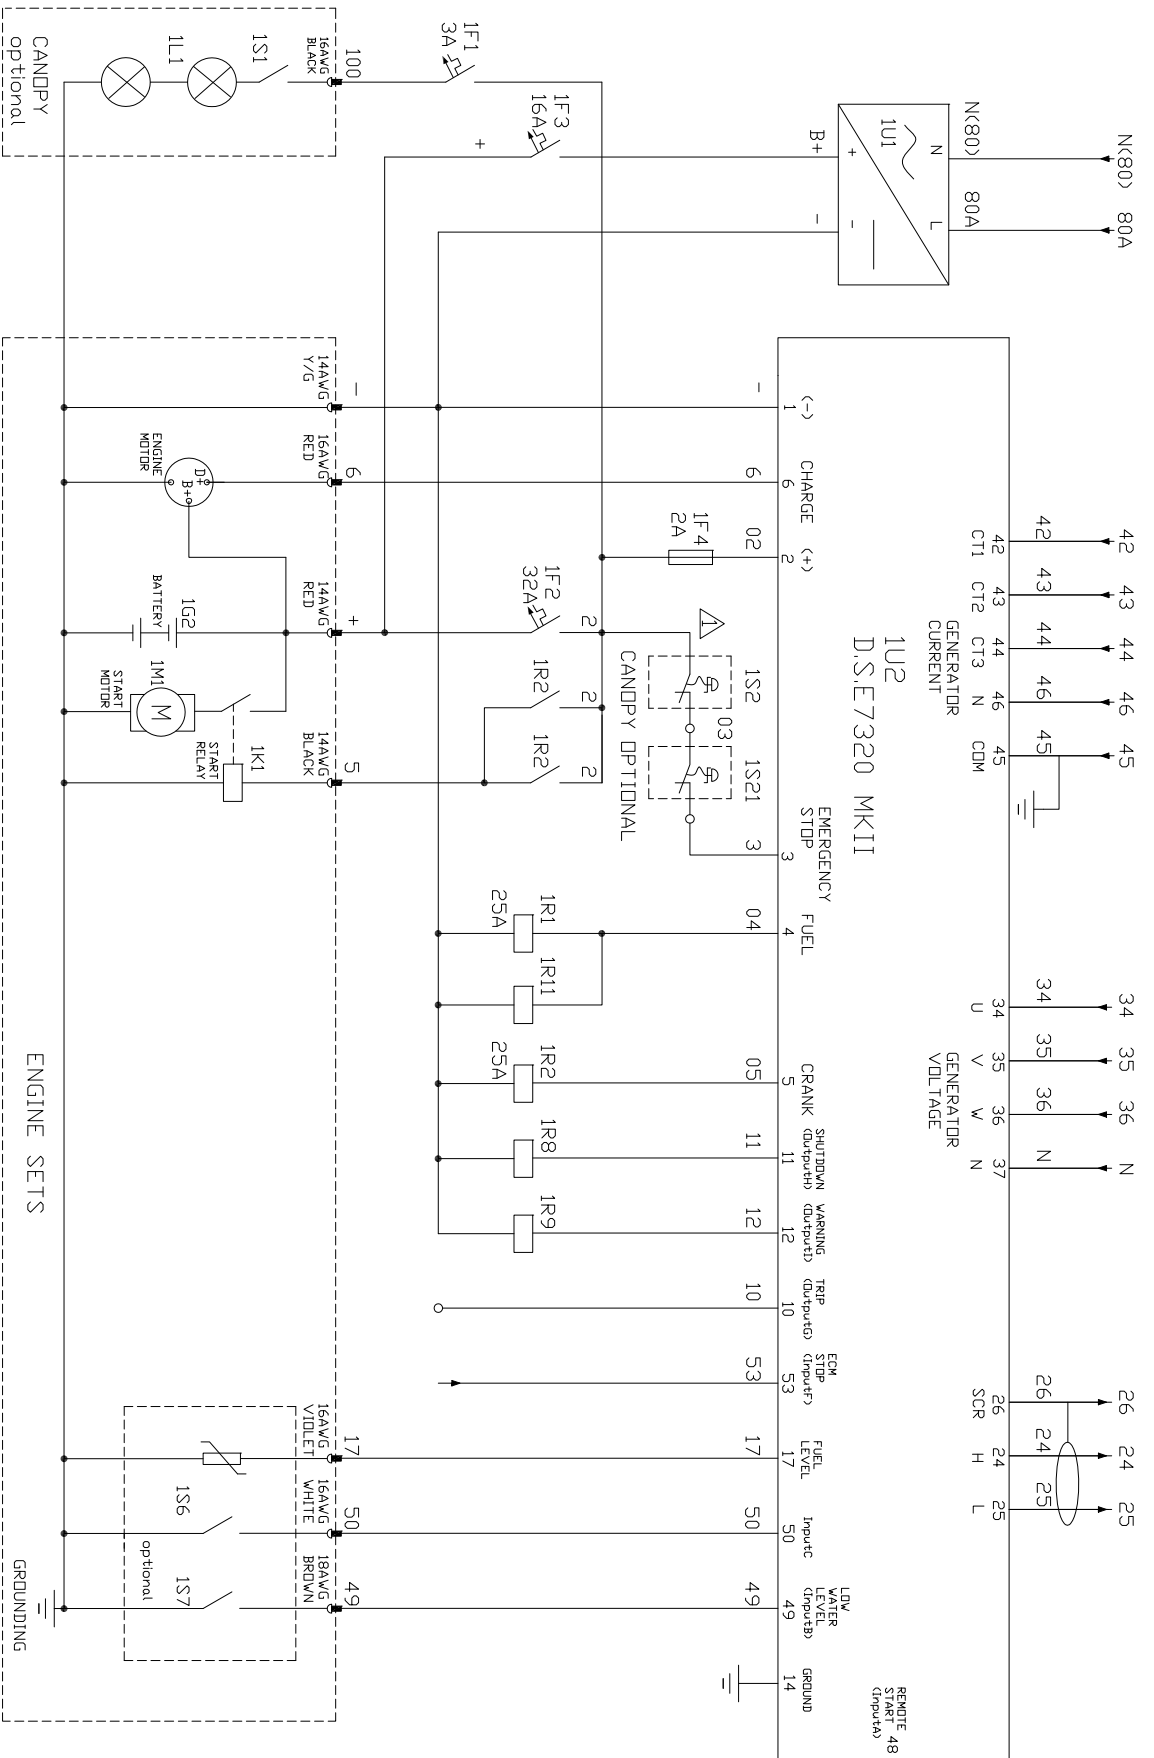 N(80) 80A 42 43 44 46 45 34 35 36 N 26 24 25
N(80) 80A 42 43 44 46 45 34 35 36 N 26 24 25
N L 42 43 44 46 45 34 35 36 37 26 24 25
CT1 CT2 CT3 N COM U V W N SCR H L
GENERATOR
CURRENT
GENERATOR
VOLTAGE
1U1
+ -
B+ -
1U2
D.S.E7320 MKII
REMOTE
START 48
(InputA)
(-)
CHARGE
(+)
EMERGENCY
STOP
FUEL
CRANK
SHUTDOWN
(OutputH)
WARNING
(OutputI)
TRIP
(OutputG)
ECM
STOP
(InputF)
FUEL
LEVEL
InputC
LOW
WATER
LEVEL
(InputB)
GROUND
1 6 2 3 4 5 11 12 10 53 17 50 49 14
- 6 02 3 04 05 11 12 10 53 17 50 49
1S2 03 1S21
1
1F4
2A
CANOPY OPTIONAL
2 2 2
1F3
16A
+
1F2
32A
1R2 1R2
1R1
25A
1R11
1R2
25A
1R8
1R9
1F1
3A
100 - 6 + 5 17 50 49
16AWG
BLACK
14AWG
Y/G
16AWG
RED
14AWG
RED
14AWG
BLACK
16AWG
VIOLET
16AWG
WHITE
18AWG
BROWN
1S1
1L1
D+
B+
ENGINE
MOTOR
1G2
BATTERY
1M1
M
START
MOTOR
1K1
START
RELAY
1S6
1S7
optional
CANOPY
optional
ENGINE SETS
GROUNDING